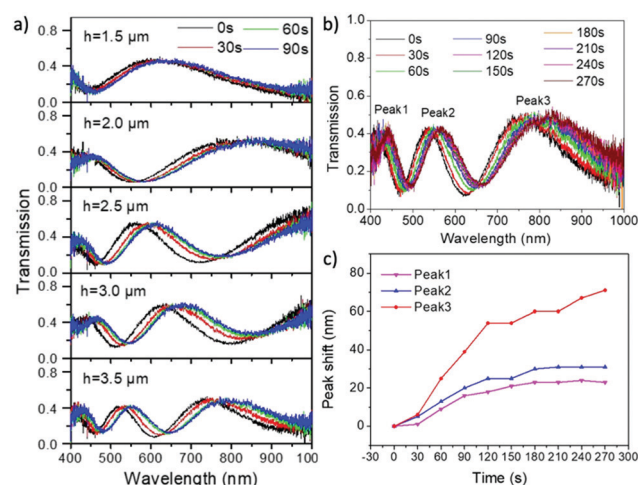 a)
h=1.5 μm
0s
60s
30s
90s
0.8
0.4
0.0
h=2.0 μm
0.8
0.4
0.0
h=2.5 μm
0.8
0.4
0.0
h=3.0 μm
0.8
0.4
0.0
h=3.5 μm
0.8
0.4
0.0
400 500 600 700 800 900 1000
Transmission
Wavelength (nm)
b)
0s
30s
60s
90s
120s
150s
180s
210s
240s
270s
Peak1
Peak2
Peak3
1.0
0.8
0.6
0.4
0.2
0.0
400 500 600 700 800 900 1000
Transmission
Wavelength (nm)
c)
Peak1
Peak2
Peak3
60
40
20
0
-30 0 30 60 90 120 150 180 210 240 270 300
Peak shift (nm)
Time (s)